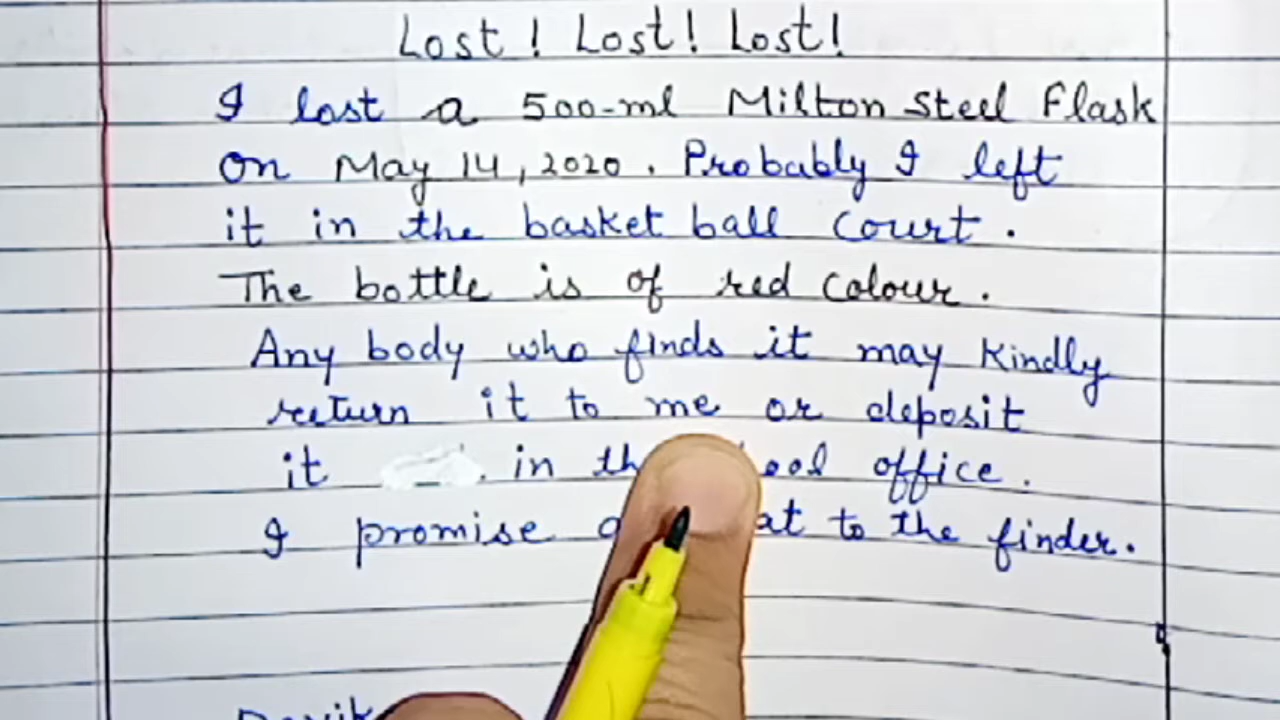 Lost ! Lost! Lost!
I lost a 500-ml Milton Steel Flask
on May 14, 2020. Probably I left
it in the basket ball Court.
The bottle is of red Colour.
Any body who finds it may Kindly
return it to me or deposit
it in office.
I promise to the finder.